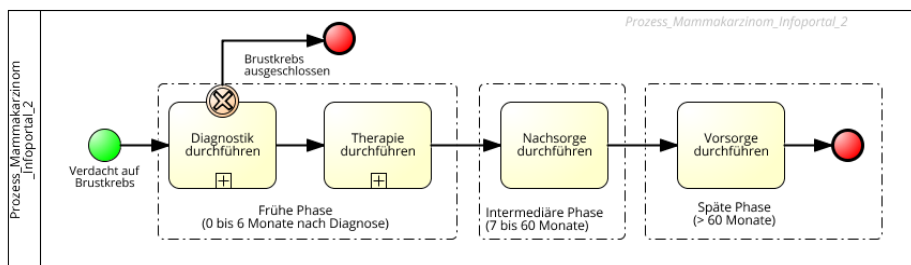 Prozess_Mammakarzinom_Infoportal_2
Prozess_Mammakarzinom
_Infoportal_2
Brustkrebs
ausgeschlossen
Verdacht auf
Brustkrebs
Diagnostik
durchführen
Therapie
durchführen
Nachsorge
durchführen
Vorsorge
durchführen
Frühe Phase
(0 bis 6 Monate nach Diagnose)
Intermediäre Phase
(7 bis 60 Monate)
Späte Phase
(> 60 Monate)